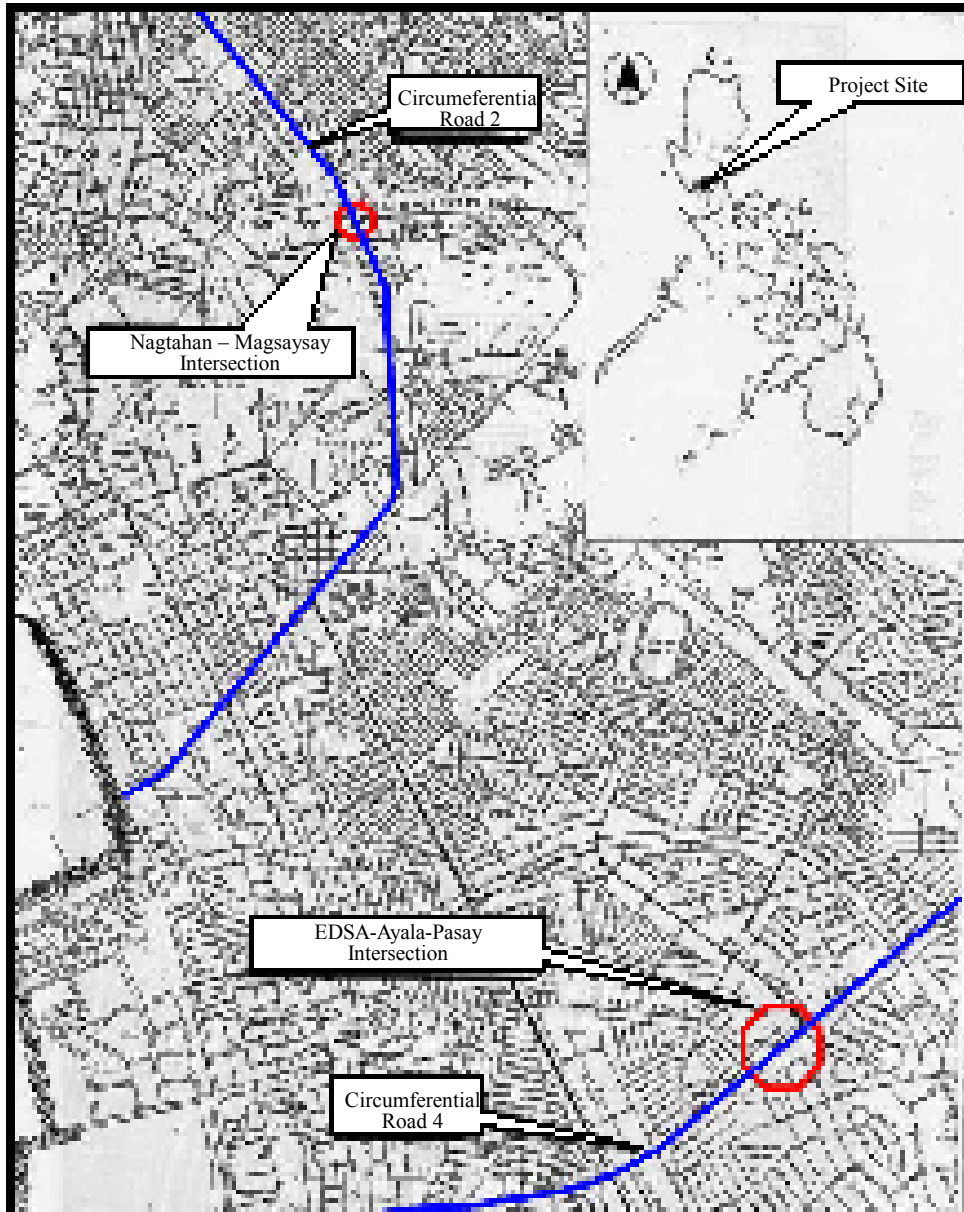 Circumeferentia
Road 2
Project Site
Nagtahan – Magsaysay
Intersection
EDSA-Ayala-Pasay
Intersection
Circumferential
Road 4